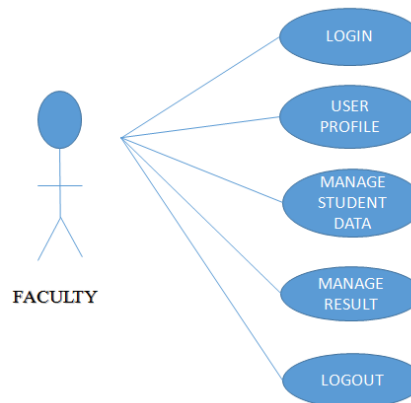 LOGIN
USER
PROFILE
MANAGE
STUDENT
DATA
MANAGE
RESULT
FACULTY
LOGOUT